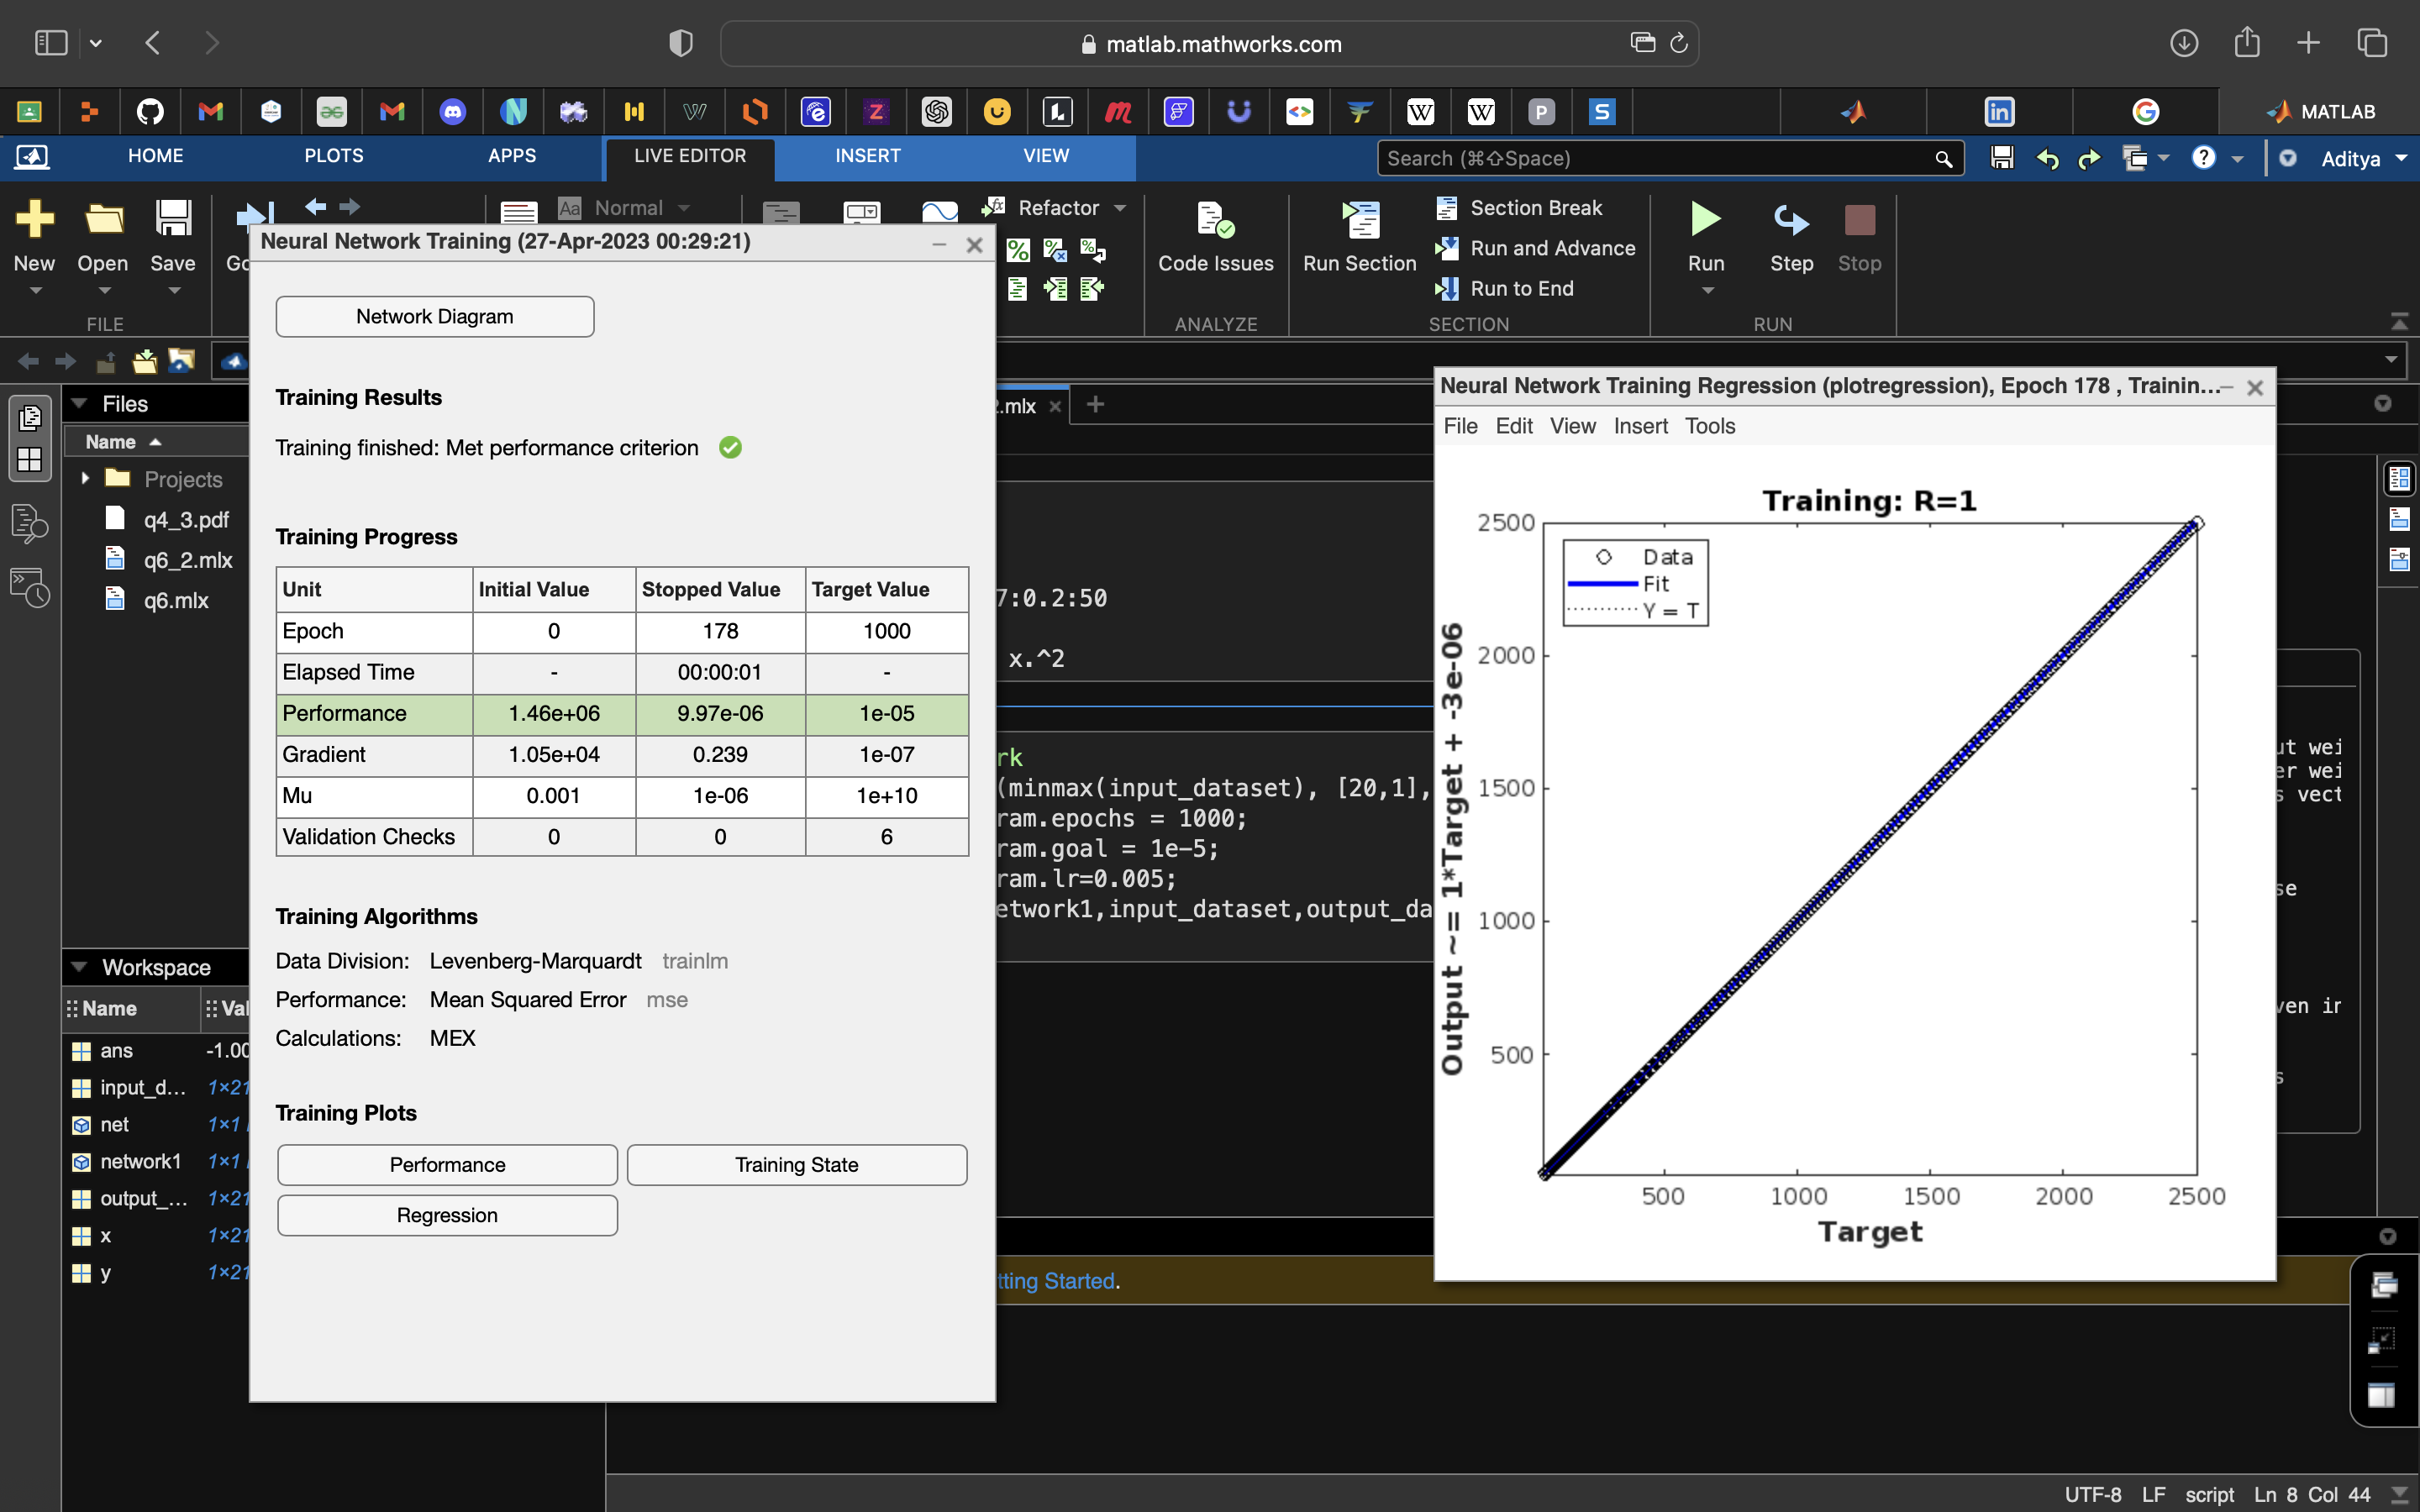 matlab.mathworks.com
MATLAB
HOME PLOTS APPS LIVE EDITOR INSERT VIEW
Search (⌘⇧Space)
Aditya
New Open Save
Normal
Refactor
Code Issues
Run Section
Section Break
Run and Advance
Run to End
Run Step Stop
FILE ANALYZE SECTION RUN
Files
Name
Projects
q4_3.pdf
q6_2.mlx
q6.mlx
Workspace
Name
ans -1.00
input_d... 1×21
net 1×1
network1 1×1
output_... 1×21
x 1×21
y 1×21
Neural Network Training (27-Apr-2023 00:29:21)
Network Diagram
Training Results
Training finished: Met performance criterion
Training Progress
Unit Initial Value Stopped Value Target Value
Epoch 0 178 1000
Elapsed Time - 00:00:01 -
Performance 1.46e+06 9.97e-06 1e-05
Gradient 1.05e+04 0.239 1e-07
Mu 0.001 1e-06 1e+10
Validation Checks 0 0 6
Training Algorithms
Data Division: Levenberg-Marquardt trainlm
Performance: Mean Squared Error mse
Calculations: MEX
Training Plots
Performance Training State
Regression
.mlx
7:0.2:50
x.^2
rk
(minmax(input_dataset), [20,1],
ram.epochs = 1000;
ram.goal = 1e-5;
ram.lr=0.005;
etwork1,input_dataset,output_da
tting Started.
Neural Network Training Regression (plotregression), Epoch 178 , Trainin...
File Edit View Insert Tools
Training: R=1
Data
Fit
Y = T
Output ~= 1*Target + -3e-06
2500
2000
1500
1000
500
500 1000 1500 2000 2500
Target
ut wei
er wei
s vect
se
ven in
s
UTF-8 LF script Ln 8 Col 44